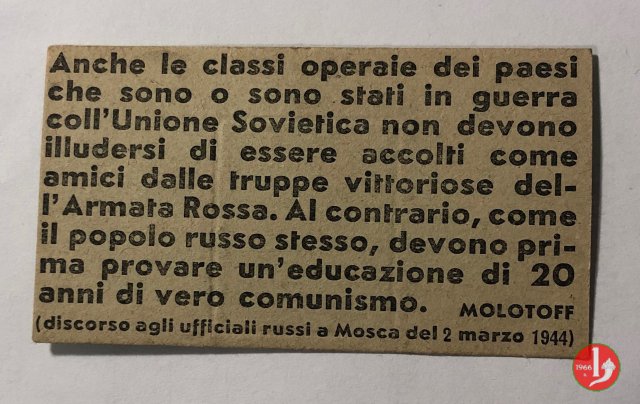 Anche le classi operaie dei paesi
che sono o sono stati in guerra
coll'Unione Sovietica non devono
illudersi di essere accolti come
amici dalle truppe vittoriose del-
l'Armata Rossa. Al contrario, come
il popolo russo stesso, devono pri-
ma provare un'educazione di 20
anni di vero comunismo. MOLOTOFF
(discorso agli ufficiali russi a Mosca del 2 marzo 1944)
1966